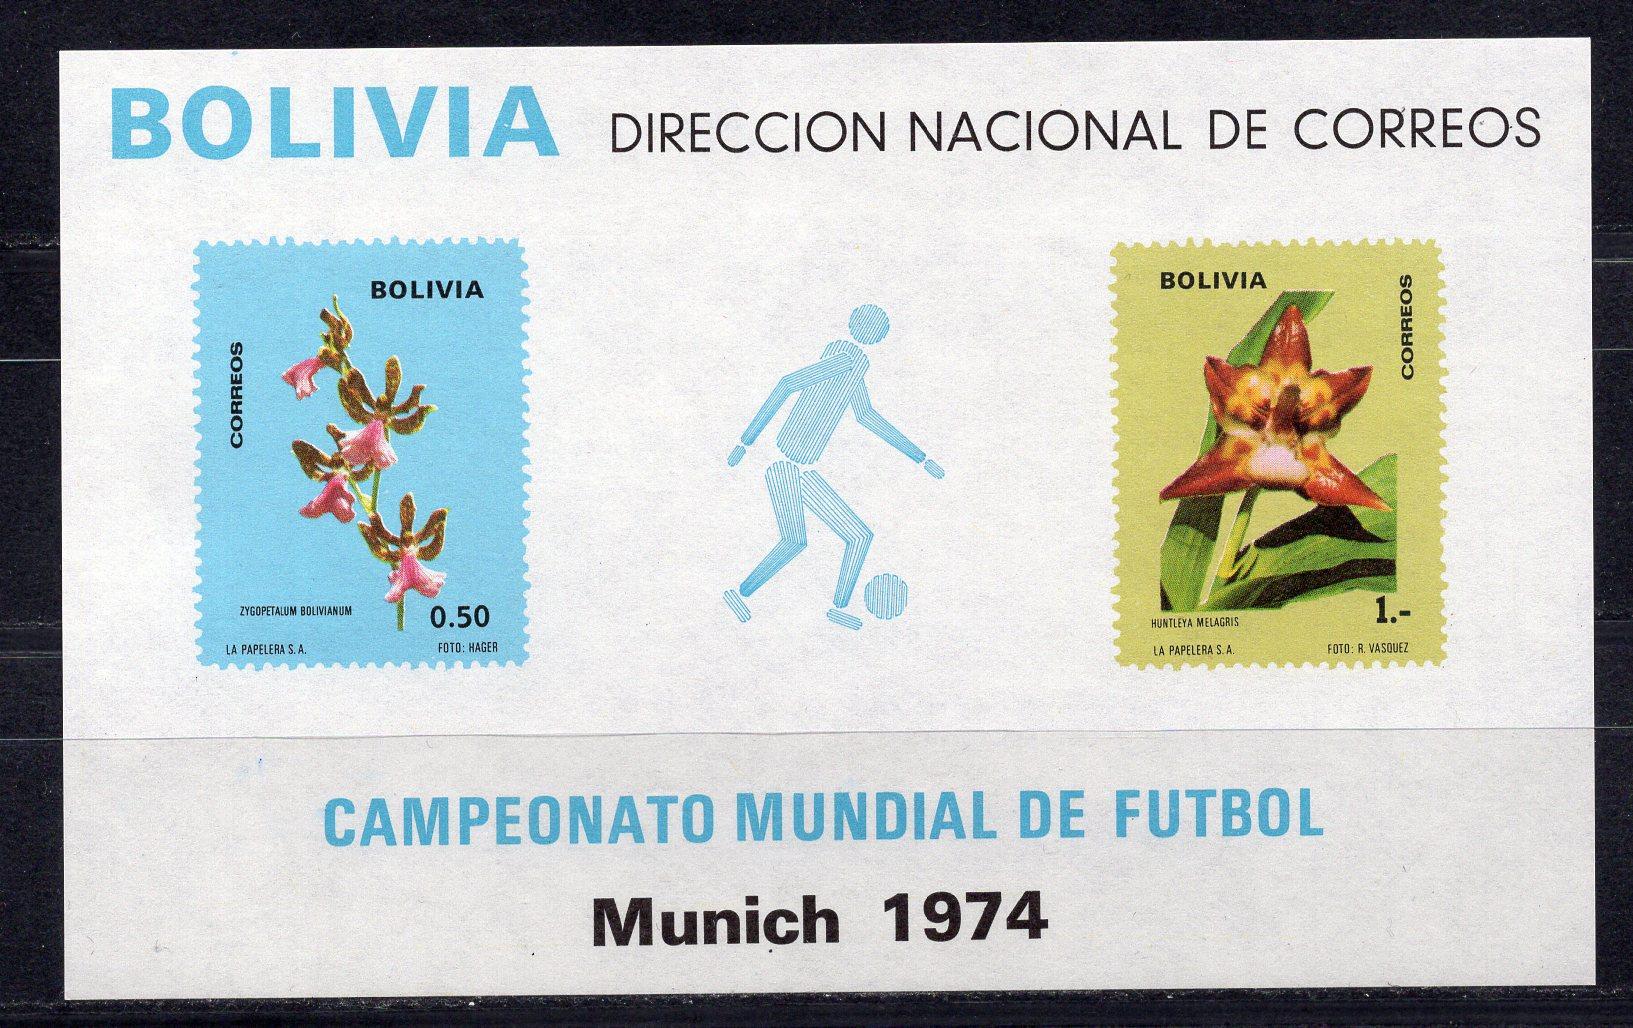 BOLIVIA DIRECCION NACIONAL DE CORREOS
BOLIVIA
CORREOS
ZYGOPETALUM BOLIVIANUM
0.50
LA PAPELERA S.A.
FOTO: HAGER
BOLIVIA
CORREOS
1.-
HUNTLEYA MELAGRIS
LA PAPELERA S.A.
FOTO: R. VASQUEZ
CAMPEONATO MUNDIAL DE FUTBOL
Munich 1974